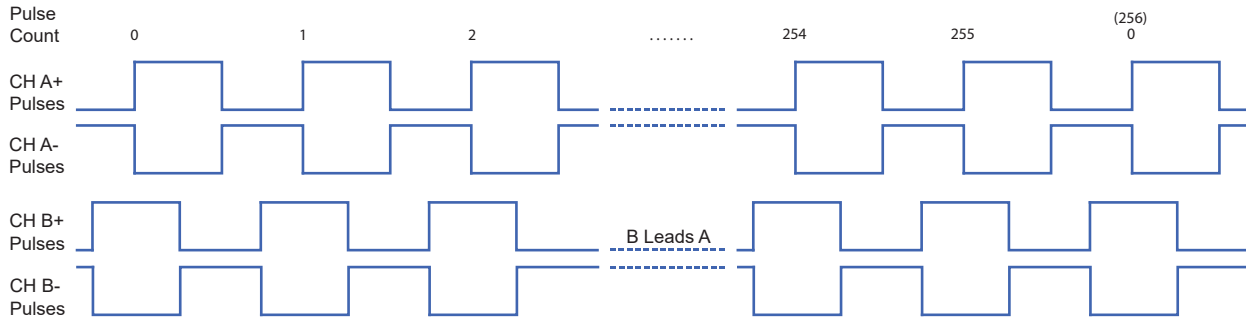 Pulse
Count
0 1 2 ....... 254 255 (256)
0
CH A+
Pulses
CH A-
Pulses
CH B+
Pulses
B Leads A
CH B-
Pulses